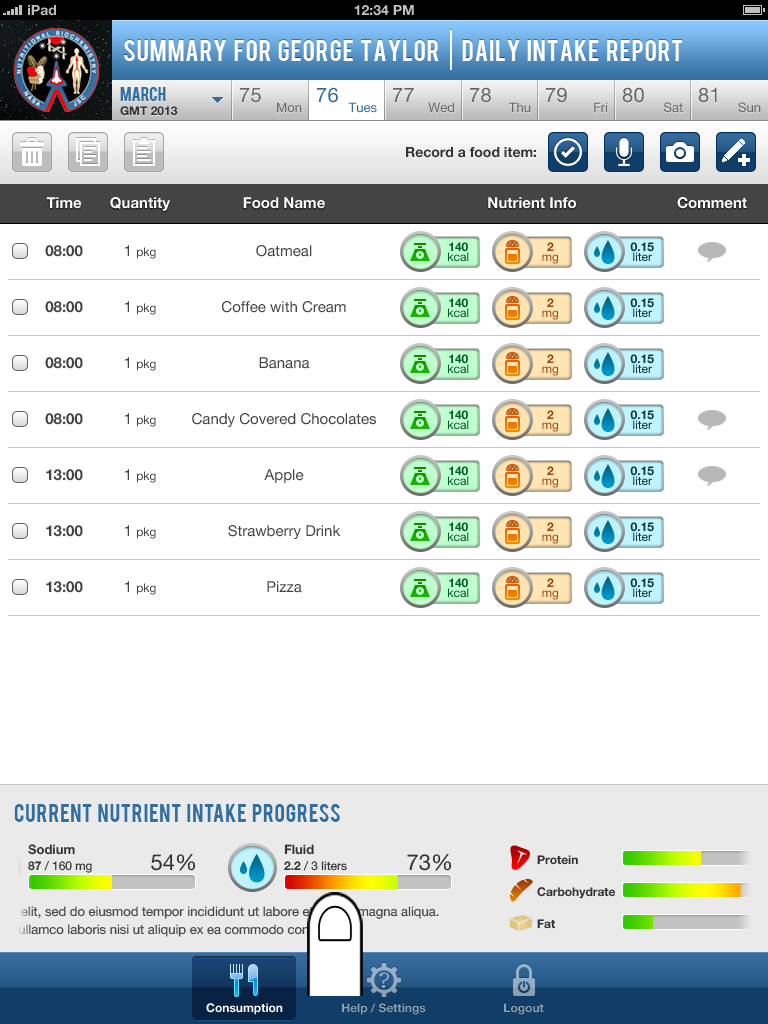 iPad
12:34 PM
NUTRITIONAL BIOCHEMISTRY
NASA JSC
SUMMARY FOR GEORGE TAYLOR | DAILY INTAKE REPORT
MARCH
GMT 2013
75 Mon
76 Tues
77 Wed
78 Thu
79 Fri
80 Sat
81 Sun
Record a food item:
Time Quantity Food Name Nutrient Info Comment
08:00 1 pkg Oatmeal 140 kcal 2 mg 0.15 liter
08:00 1 pkg Coffee with Cream 140 kcal 2 mg 0.15 liter
08:00 1 pkg Banana 140 kcal 2 mg 0.15 liter
08:00 1 pkg Candy Covered Chocolates 140 kcal 2 mg 0.15 liter
13:00 1 pkg Apple 140 kcal 2 mg 0.15 liter
13:00 1 pkg Strawberry Drink 140 kcal 2 mg 0.15 liter
13:00 1 pkg Pizza 140 kcal 2 mg 0.15 liter
CURRENT NUTRIENT INTAKE PROGRESS
Sodium
87 / 160 mg 54%
Fluid
2.2 / 3 liters 73%
Protein
Carbohydrate
Fat
elit, sed do eiusmod tempor incididunt ut labore magna aliqua.
ullamco laboris nisi ut aliquip ex ea commodo
Consumption
Help / Settings
Logout